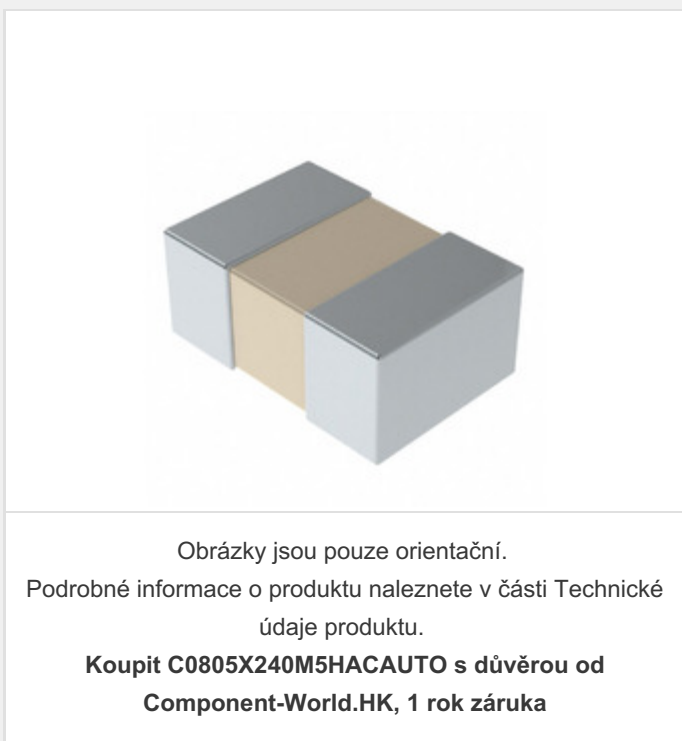 Obrázky jsou pouze orientační.
Podrobné informace o produktu naleznete v části Technické
údaje produktu.
Koupit C0805X240M5HACAUTO s důvěrou od
Component-World.HK, 1 rok záruka